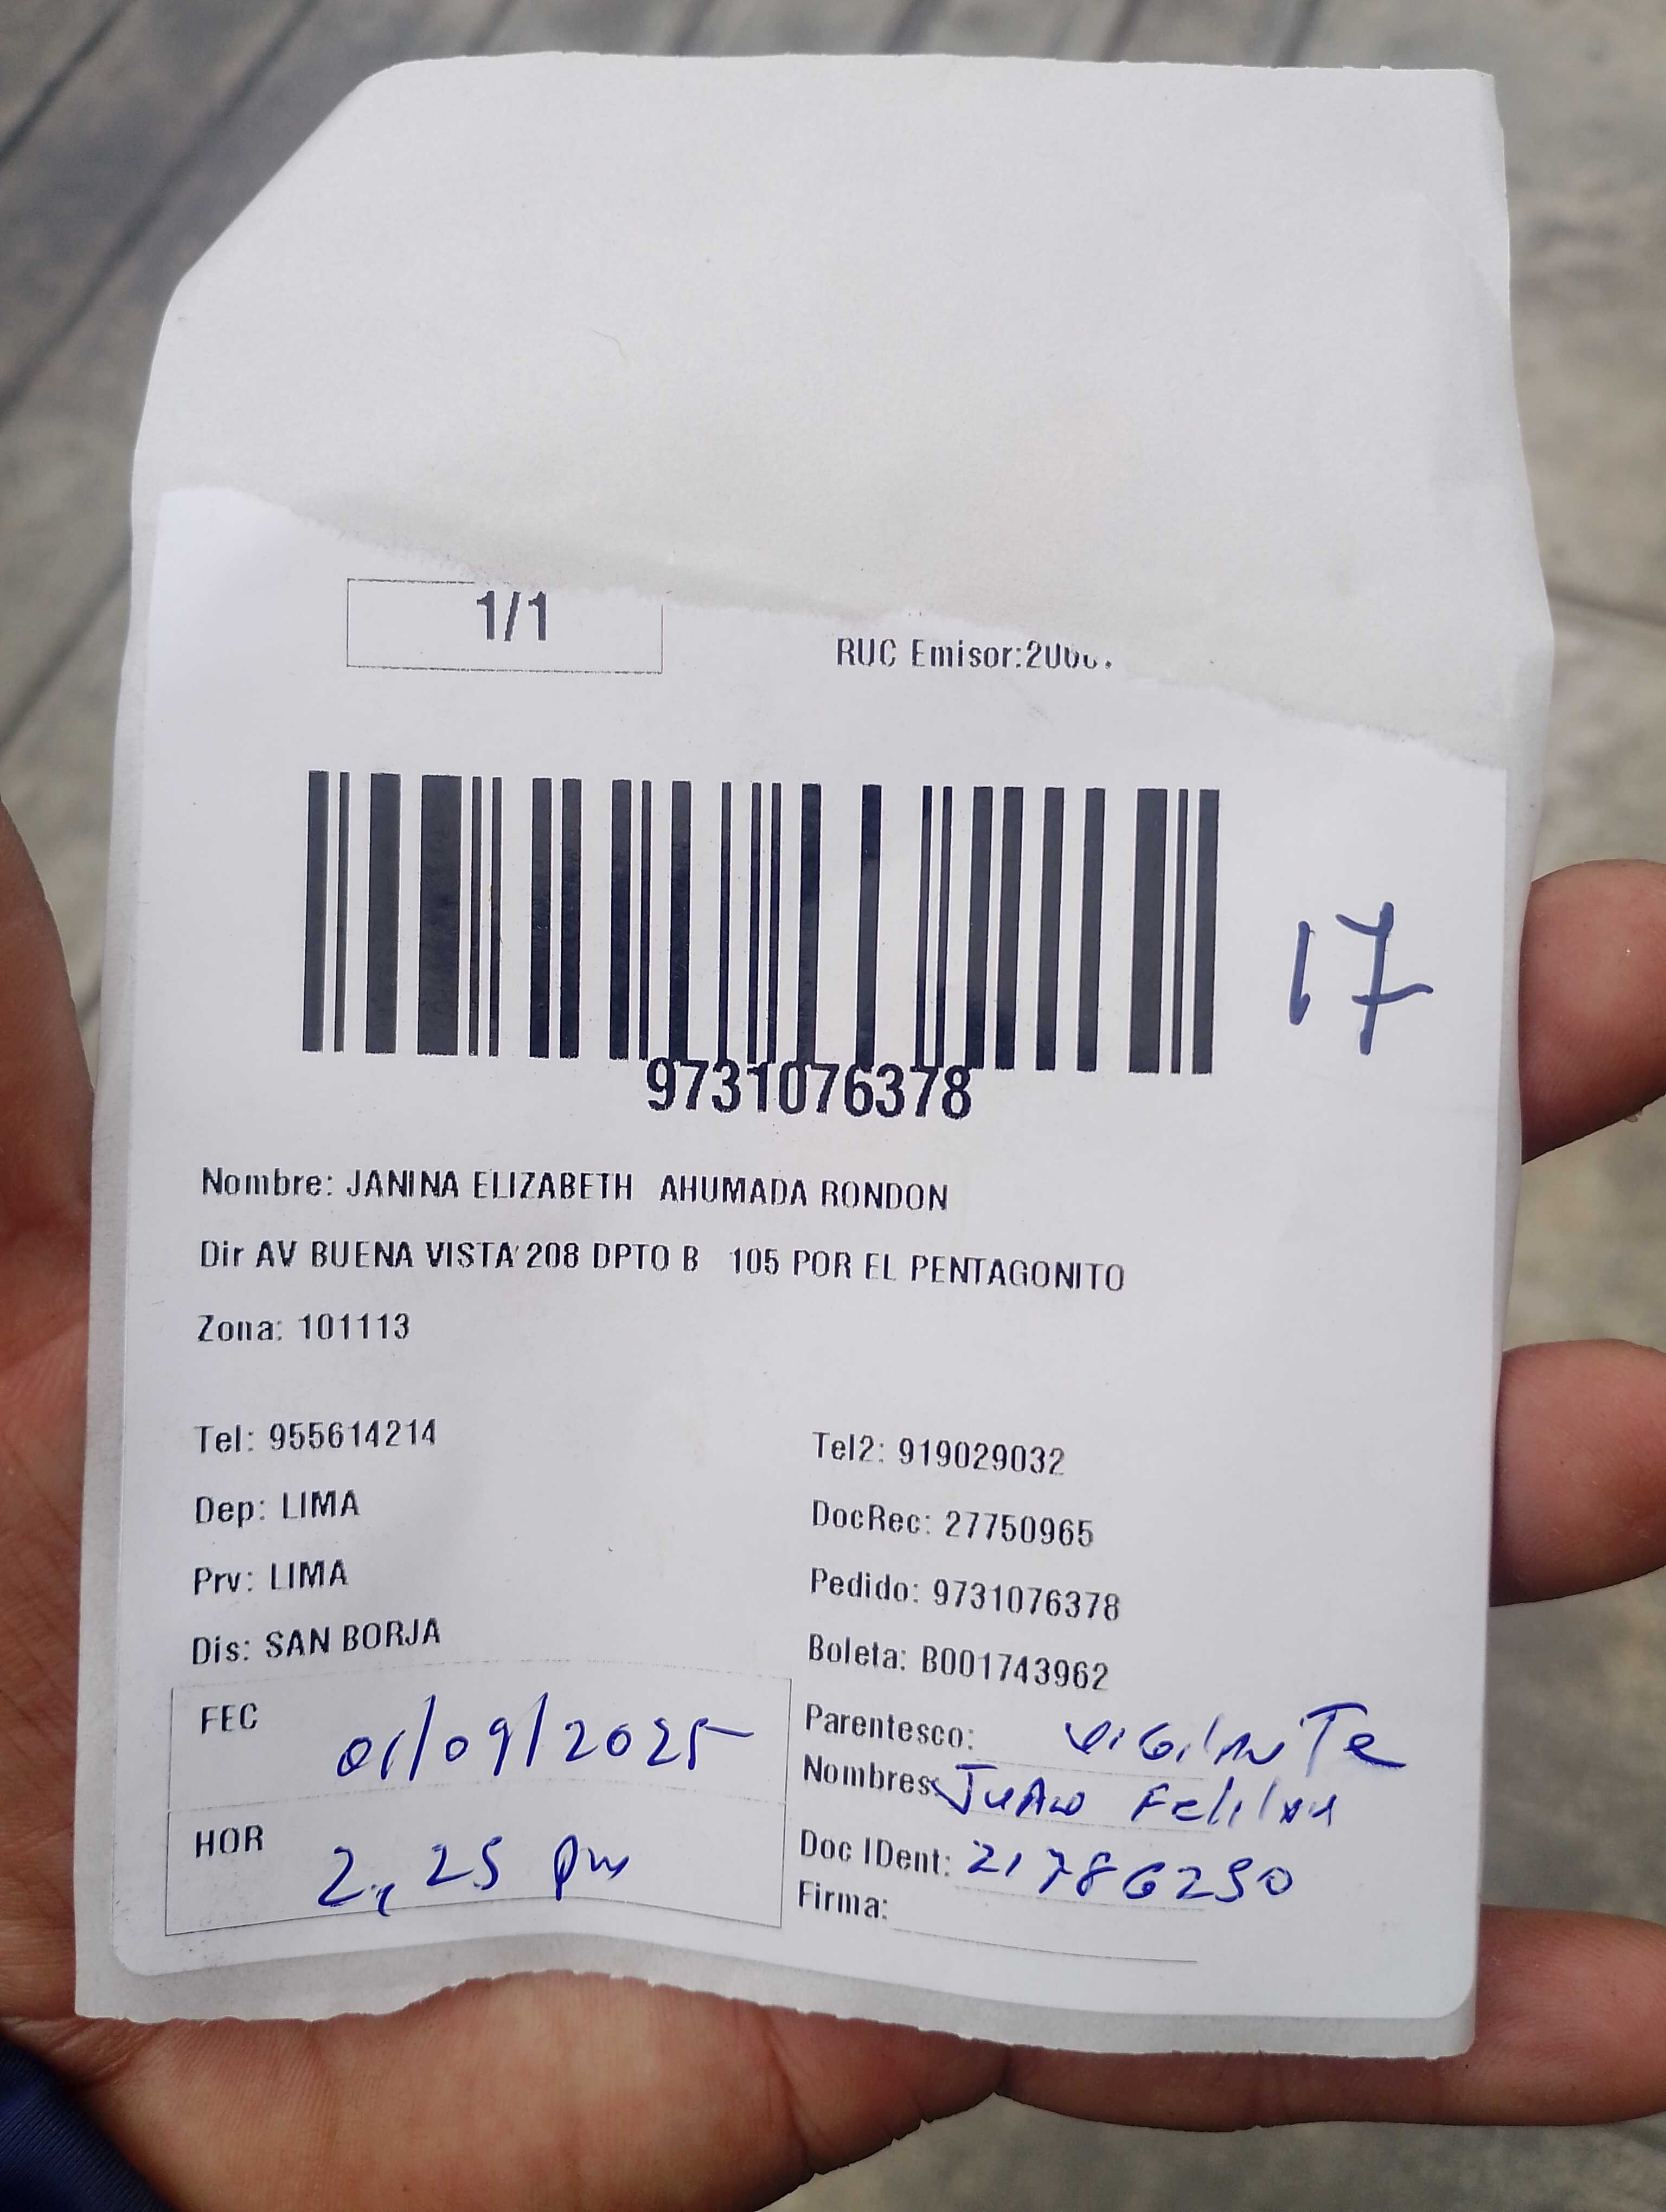 1/1
RUC Emisor:
17
9731076378
Nombre: JANINA ELIZABETH AHUMADA RONDON
Dir AV BUENA VISTA 208 DPTO B 105 POR EL PENTAGONITO
Zona: 101113
Tel: 955614214
Tel2: 919029032
Dep: LIMA
DocRec: 27750965
Prv: LIMA
Pedido: 9731076378
Dis: SAN BORJA
Boleta: B001743962
FEC 01/09/2025
Parentesco: VIGILANTE
Nombres: JUAN
HOR 2,25 pm
Doc IDent: 21786290
Firma: